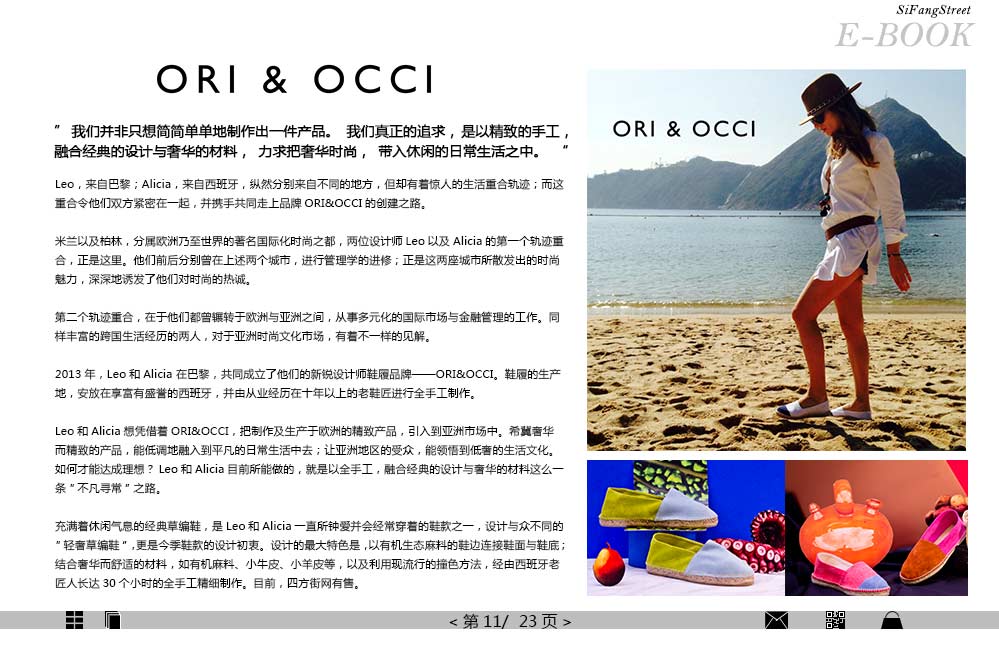 SiFangStreet
E-BOOK
ORI & OCCI
” 我们并非只想简简单单地制作出一件产品。 我们真正的追求，是以精致的手工，
融合经典的设计与奢华的材料， 力求把奢华时尚， 带入休闲的日常生活之中。 “
Leo，来自巴黎；Alicia，来自西班牙，纵然分别来自不同的地方，但却有着惊人的生活重合轨迹；而这
重合令他们双方紧密在一起，并携手共同走上品牌 ORI&OCCI 的创建之路。
米兰以及柏林，分属欧洲乃至世界的著名国际化时尚之都，两位设计师 Leo 以及 Alicia 的第一个轨迹重
合，正是这里。他们前后分别曾在上述两个城市，进行管理学的进修；正是这两座城市所散发出的时尚
魅力，深深地诱发了他们对时尚的热诚。
第二个轨迹重合，在于他们都曾辗转于欧洲与亚洲之间，从事多元化的国际市场与金融管理的工作。同
样丰富的跨国生活经历的两人，对于亚洲时尚文化市场，有着不一样的见解。
2013 年，Leo 和 Alicia 在巴黎，共同成立了他们的新锐设计师鞋履品牌——ORI&OCCI。鞋履的生产
地，安放在享富有盛誉的西班牙，并由从业经历在十年以上的老鞋匠进行全手工制作。
Leo 和 Alicia 想凭借着 ORI&OCCI，把制作及生产于欧洲的精致产品，引入到亚洲市场中。希冀奢华
而精致的产品，能低调地融入到平凡的日常生活中去；让亚洲地区的受众，能领悟到低奢的生活文化。
如何才能达成理想？ Leo 和 Alicia 目前所能做的，就是以全手工，融合经典的设计与奢华的材料这么一
条 " 不凡寻常 " 之路。
充满着休闲气息的经典草编鞋，是 Leo 和 Alicia 一直所钟爱并会经常穿着的鞋款之一，设计与众不同的
" 轻奢草编鞋 "，更是今季鞋款的设计初衷。设计的最大特色是，以有机生态麻料的鞋边连接鞋面与鞋底；
结合奢华而舒适的材料，如有机麻料、小牛皮、小羊皮等，以及利用现流行的撞色方法，经由西班牙老
匠人长达 30 个小时的全手工精细制作。目前，四方街网有售。
ORI & OCCI
< 第 11/ 23 页 >